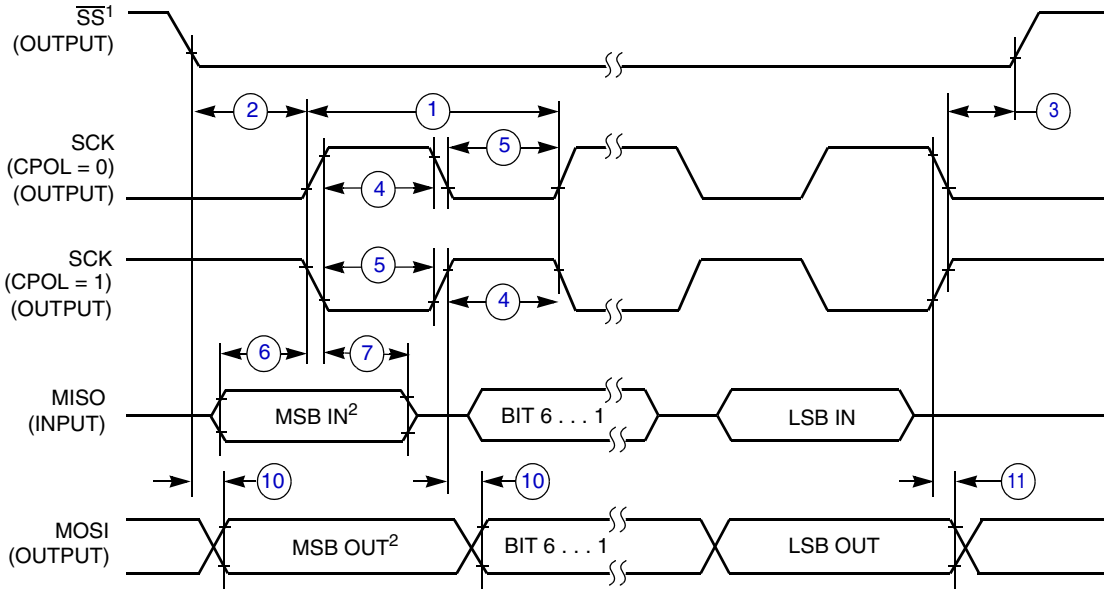 SS¹
(OUTPUT)
2
1
3
SCK
(CPOL = 0)
(OUTPUT)
5
4
SCK
(CPOL = 1)
(OUTPUT)
5
4
6
7
MISO
(INPUT)
MSB IN²
BIT 6 . . . 1
LSB IN
10
10
11
MOSI
(OUTPUT)
MSB OUT²
BIT 6 . . . 1
LSB OUT